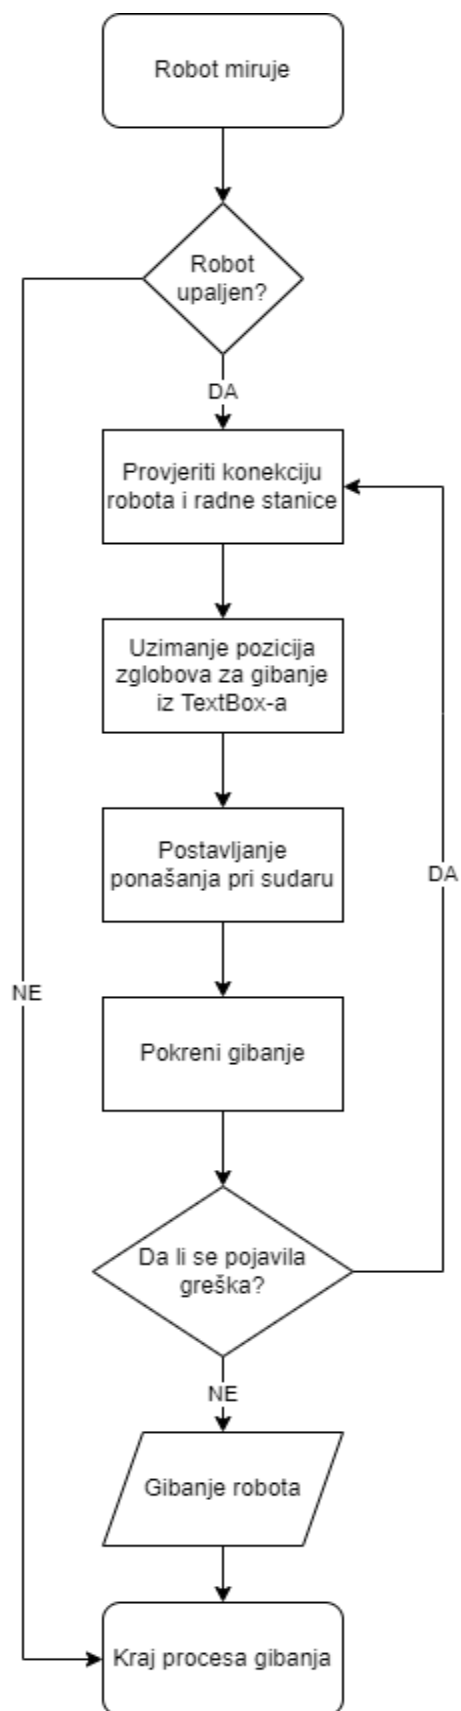 Robot miruje
Robot
upaljen?
DA
Provjeriti konekciju
robota i radne stanice
Uzimanje pozicija
zglobova za gibanje
iz TextBox-a
Postavljanje
ponašanja pri sudaru
DA
NE
Pokreni gibanje
Da li se pojavila
greška?
NE
Gibanje robota
Kraj procesa gibanja